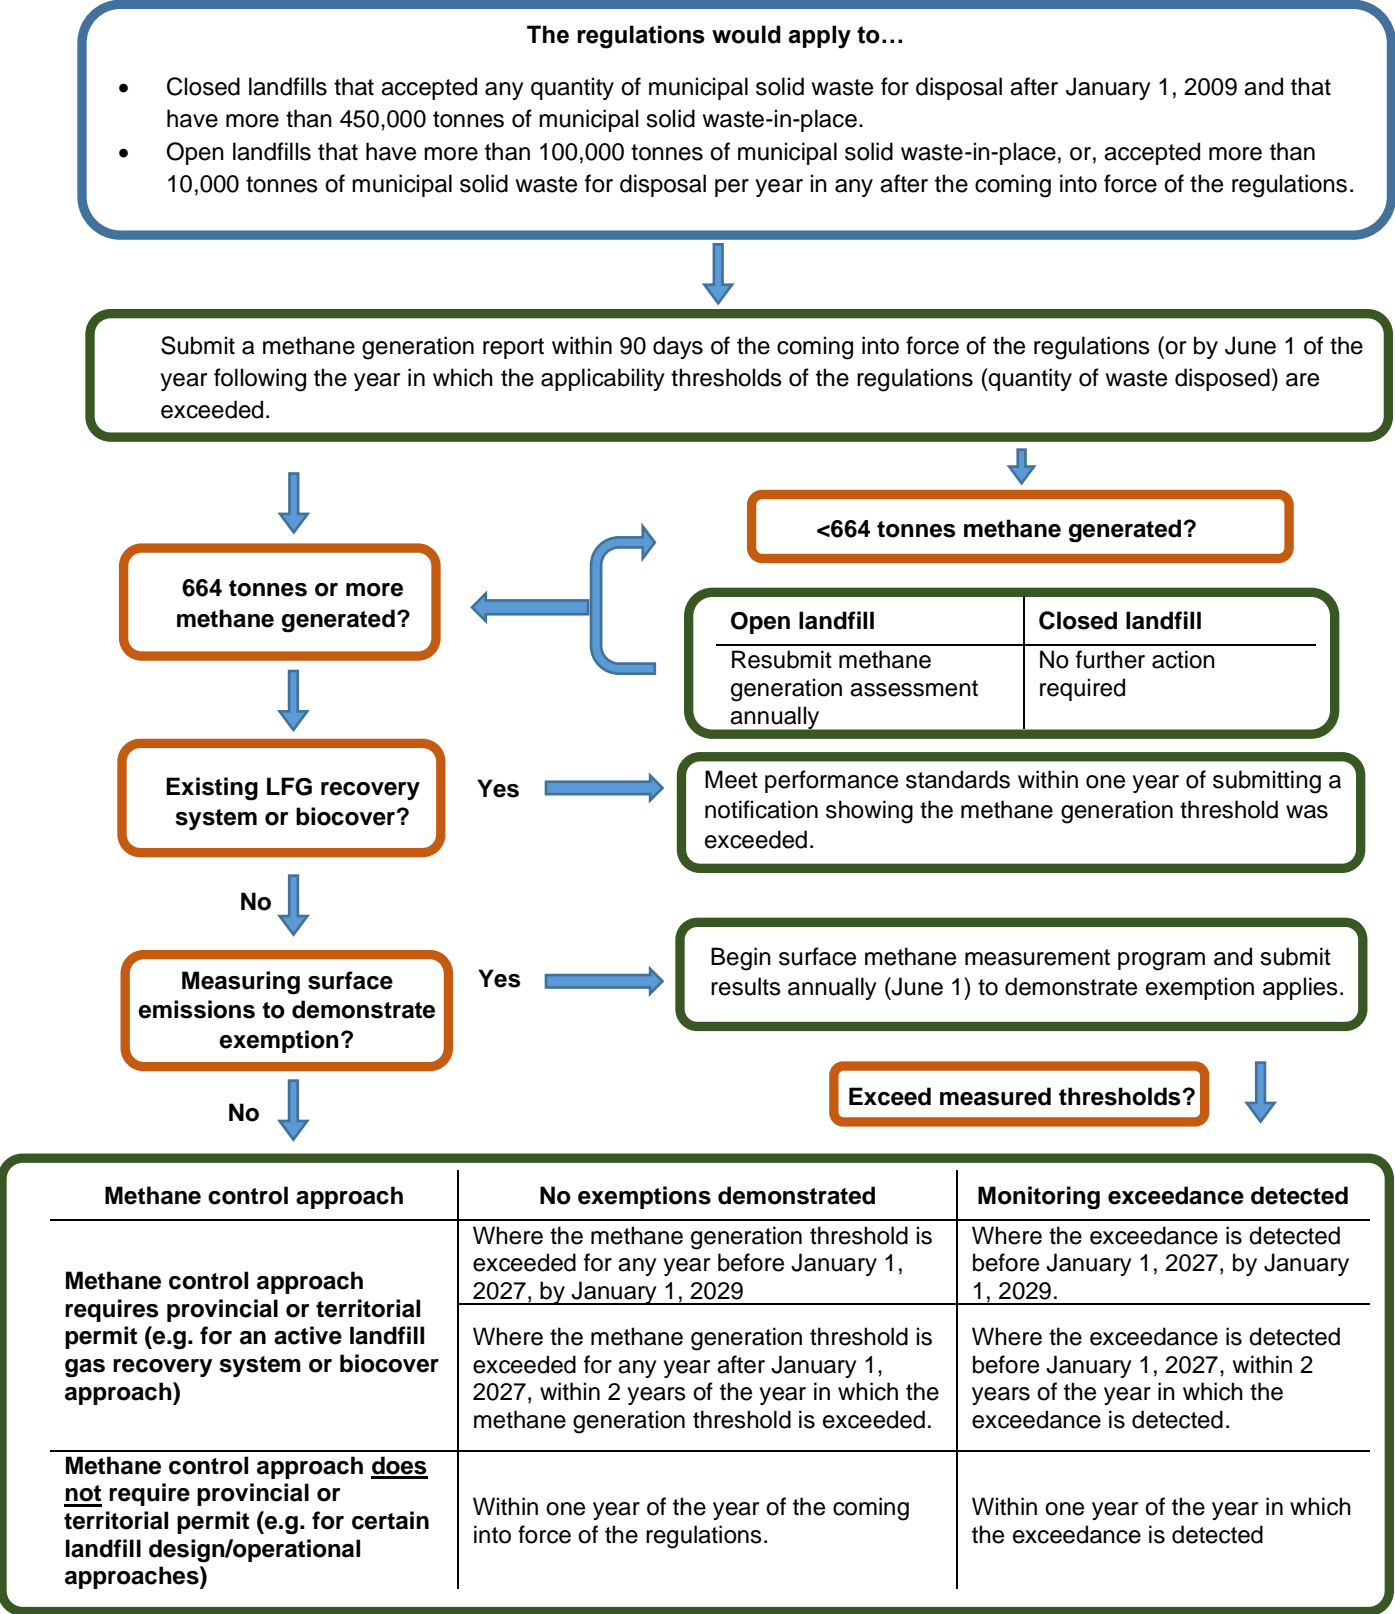 The regulations would apply to…
• Closed landfills that accepted any quantity of municipal solid waste for disposal after January 1, 2009 and that
have more than 450,000 tonnes of municipal solid waste-in-place.
• Open landfills that have more than 100,000 tonnes of municipal solid waste-in-place, or, accepted more than
10,000 tonnes of municipal solid waste for disposal per year in any after the coming into force of the regulations.
Submit a methane generation report within 90 days of the coming into force of the regulations (or by June 1 of the
year following the year in which the applicability thresholds of the regulations (quantity of waste disposed) are
exceeded.
<664 tonnes methane generated?
664 tonnes or more
methane generated?
Open landfill
Closed landfill
Resubmit methane
generation assessment
annually
No further action
required
Existing LFG recovery
system or biocover?
Yes
Meet performance standards within one year of submitting a
notification showing the methane generation threshold was
exceeded.
No
Measuring surface
emissions to demonstrate
exemption?
Yes
Begin surface methane measurement program and submit
results annually (June 1) to demonstrate exemption applies.
Exceed measured thresholds?
No
Methane control approach
No exemptions demonstrated
Monitoring exceedance detected
Methane control approach
requires provincial or territorial
permit (e.g. for an active landfill
gas recovery system or biocover
approach)
Where the methane generation threshold is
exceeded for any year before January 1,
2027, by January 1, 2029
Where the exceedance is detected
before January 1, 2027, by January
1, 2029.
Where the methane generation threshold is
exceeded for any year after January 1,
2027, within 2 years of the year in which the
methane generation threshold is exceeded.
Where the exceedance is detected
before January 1, 2027, within 2
years of the year in which the
exceedance is detected.
Methane control approach does
not require provincial or
territorial permit (e.g. for certain
landfill design/operational
approaches)
Within one year of the year of the coming
into force of the regulations.
Within one year of the year in which
the exceedance is detected